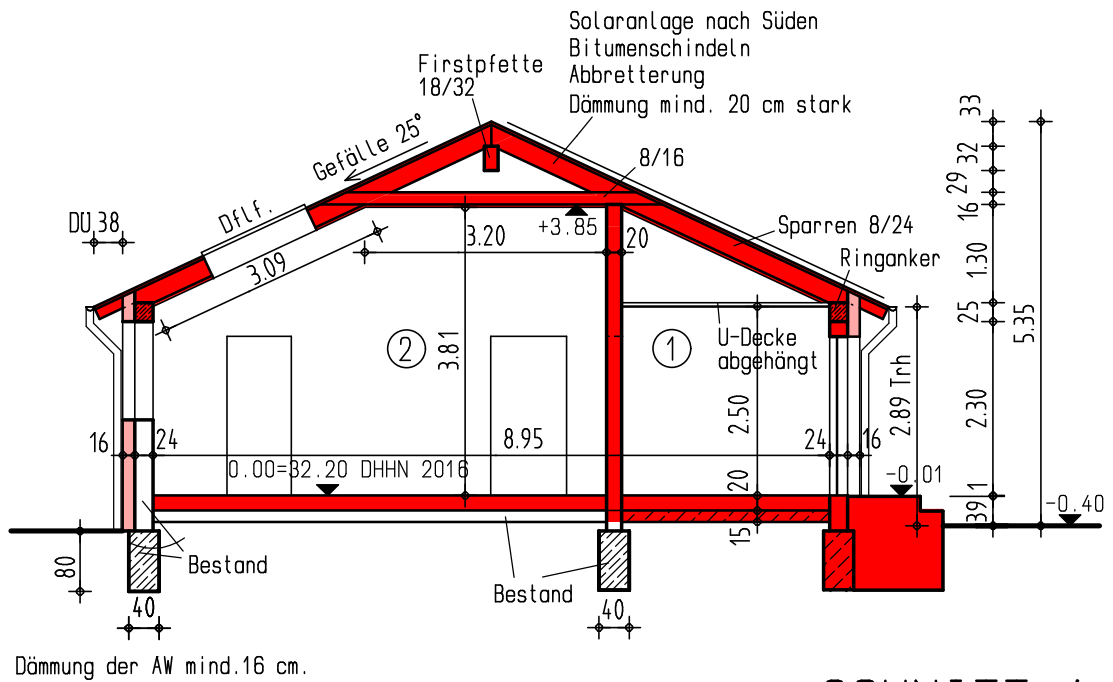 Solaranlage nach Süden
Bitumenschindeln
Abbretterung
Dämmung mind. 20 cm stark
Firstpfette
18/32
Gefälle 25°
8/16
33
32
29
16
1.30
25
2.30
1
39
5.35
Dflf.
DÜ 38
3.09
3.20
+3.85
20
Sparren 8/24
Ringanker
U-Decke
abgehängt
2
1
3.81
2.50
2.89 Trh
16
24
8.95
24
16
0.00=32.20 DHHN 2016
20
-0.01
-0.40
15
80
Bestand
Bestand
40
40
Dämmung der AW mind.16 cm.